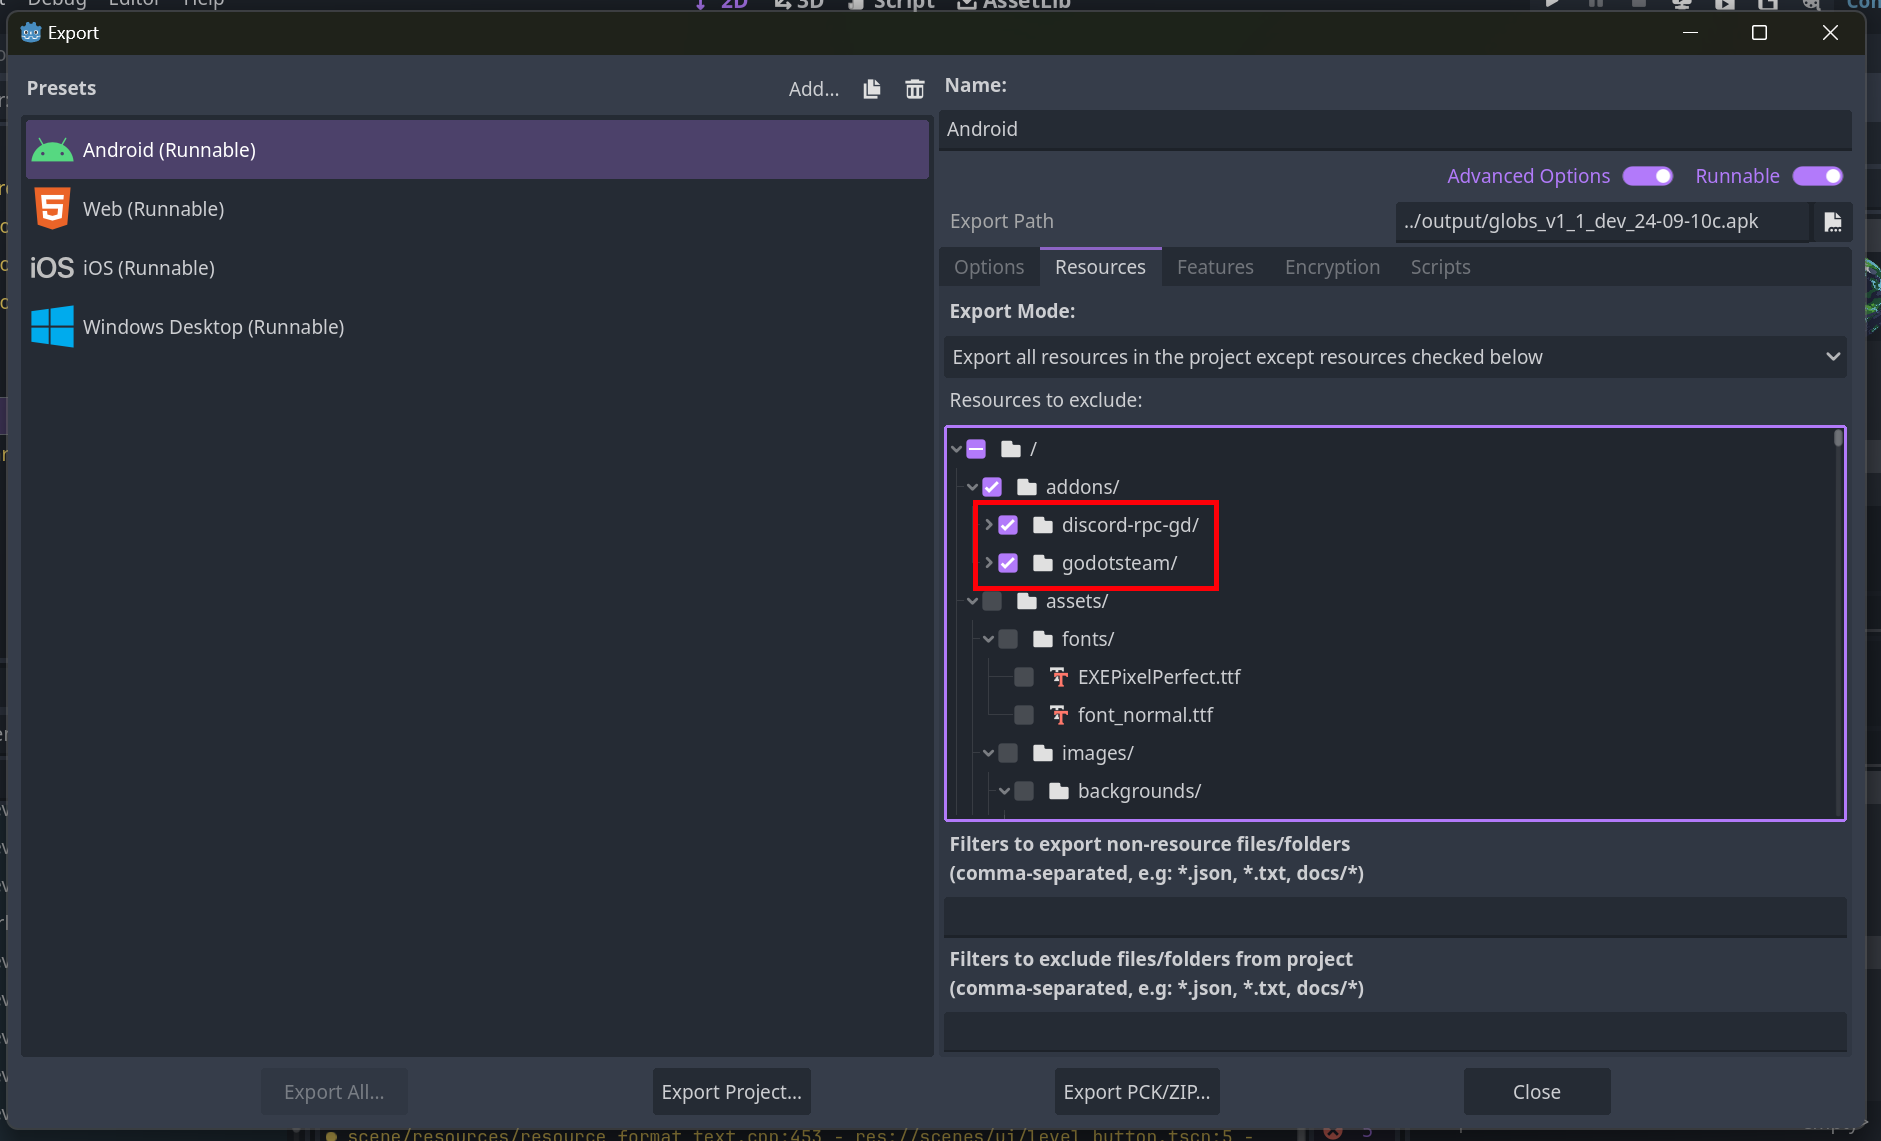 Debug Editor Help
2D 3D Script AssetLib
Export
Presets
Add...
Android (Runnable)
Web (Runnable)
iOS iOS (Runnable)
Windows Desktop (Runnable)
Name:
Android
Advanced Options Runnable
Export Path ../output/globs_v1_1_dev_24-09-10c.apk
Options Resources Features Encryption Scripts
Export Mode:
Export all resources in the project except resources checked below
Resources to exclude:
/
addons/
discord-rpc-gd/
godotsteam/
assets/
fonts/
EXEPixelPerfect.ttf
font_normal.ttf
images/
backgrounds/
Filters to export non-resource files/folders
(comma-separated, e.g: *.json, *.txt, docs/*)
Filters to exclude files/folders from project
(comma-separated, e.g: *.json, *.txt, docs/*)
Export All... Export Project... Export PCK/ZIP... Close
scene/resources/resource_format_text.cpp:453 - res://scenes/ui/level_button.tscn:5 -
5